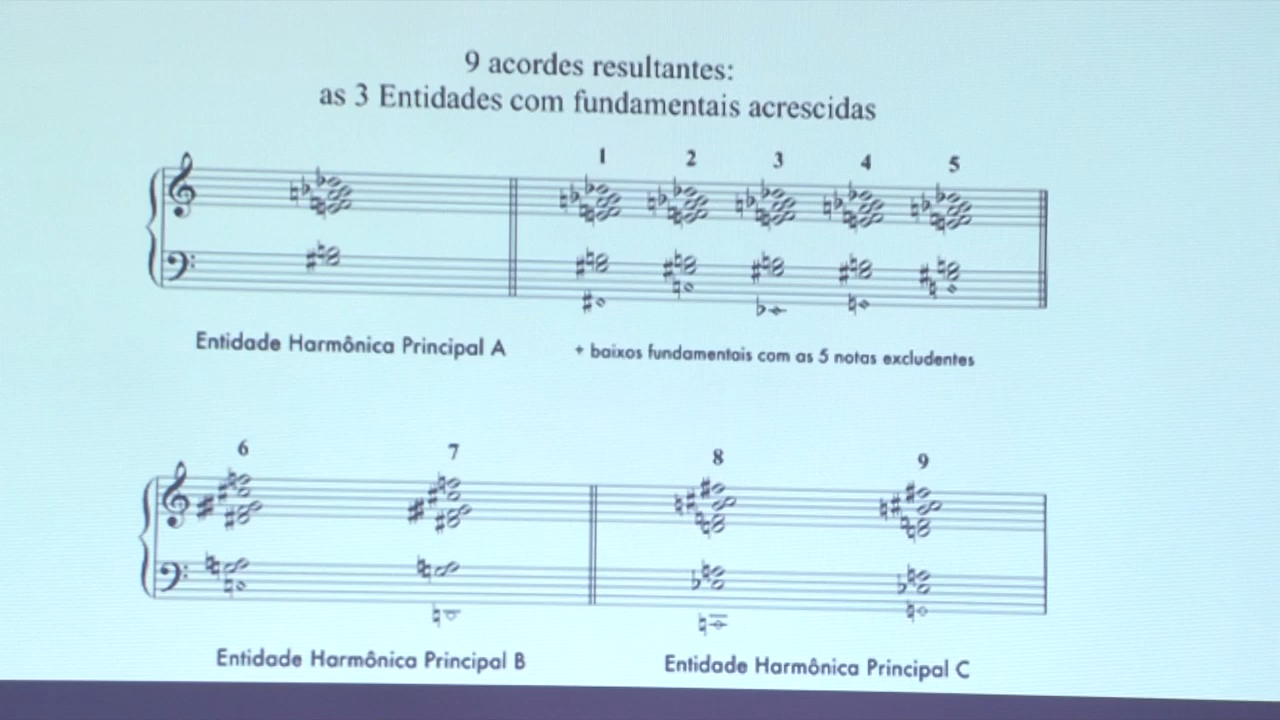 9 acordes resultantes:
as 3 Entidades com fundamentais acrescidas
1 2 3 4 5
Entidade Harmônica Principal A
+ baixos fundamentais com as 5 notas excludentes
6 7 8 9
Entidade Harmônica Principal B
Entidade Harmônica Principal C